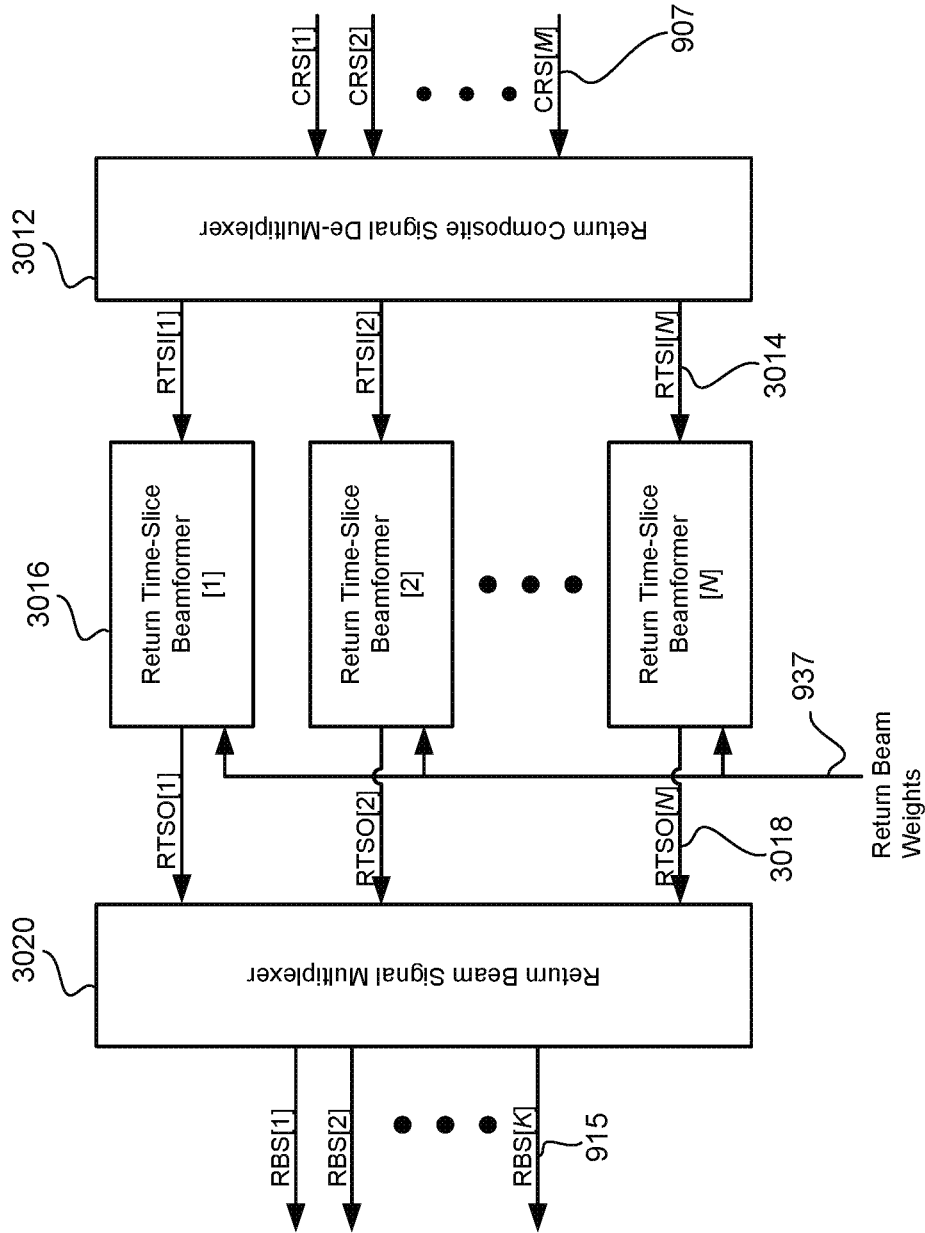 CRS[1]
CRS[2]
CRS[M]
907
Return Composite Signal De-Multiplexer
3012
RTSI[1]
RTSI[2]
RTSI[N]
3014
Return Time-Slice
Beamformer
[1]
3016
Return Time-Slice
Beamformer
[2]
Return Time-Slice
Beamformer
[N]
937
Return Beam
Weights
RTSO[1]
RTSO[2]
RTSO[N]
3018
Return Beam Signal Multiplexer
3020
RBS[1]
RBS[2]
RBS[K]
915